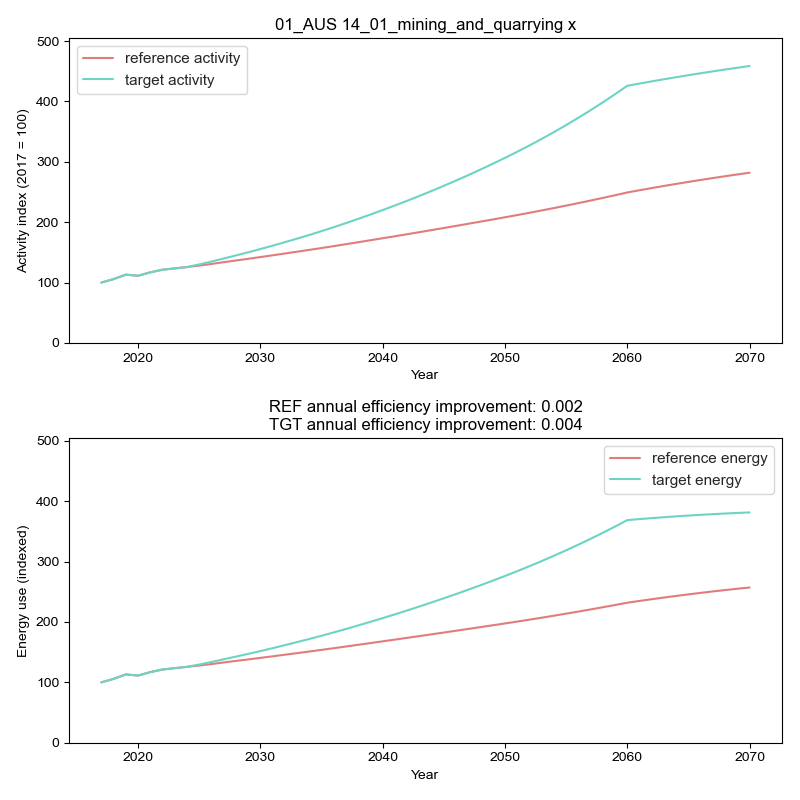 01_AUS 14_01_mining_and_quarrying x
500
400
300
200
100
0
Activity index (2017 = 100)
reference activity
target activity
2020 2030 2040 2050 2060 2070
Year
REF annual efficiency improvement: 0.002
TGT annual efficiency improvement: 0.004
500
400
300
200
100
0
Energy use (indexed)
reference energy
target energy
2020 2030 2040 2050 2060 2070
Year